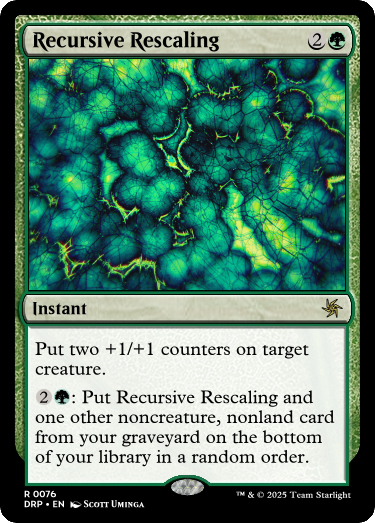 Recursive Rescaling 2
Instant
Put two +1/+1 counters on target
creature.
2: Put Recursive Rescaling and
one other noncreature, nonland card
from your graveyard on the bottom
of your library in a random order.
R 0076
DRP • EN Scott Uminga
™ & © 2025 Team Starlight